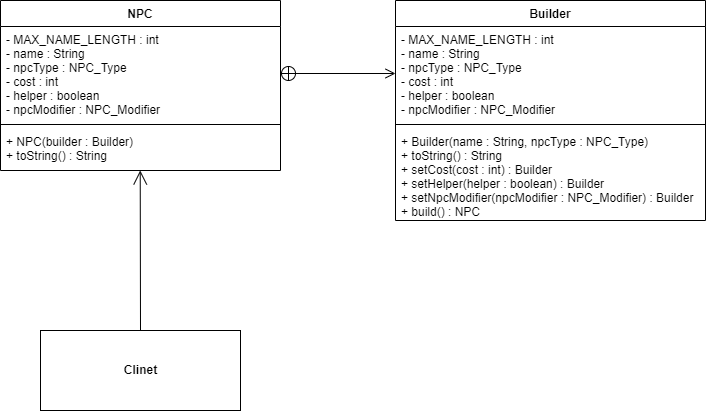 NPC
- MAX_NAME_LENGTH : int
- name : String
- npcType : NPC_Type
- cost : int
- helper : boolean
- npcModifier : NPC_Modifier
+ NPC(builder : Builder)
+ toString() : String
Builder
- MAX_NAME_LENGTH : int
- name : String
- npcType : NPC_Type
- cost : int
- helper : boolean
- npcModifier : NPC_Modifier
+ Builder(name : String, npcType : NPC_Type)
+ toString() : String
+ setCost(cost : int) : Builder
+ setHelper(helper : boolean) : Builder
+ setNpcModifier(npcModifier : NPC_Modifier) : Builder
+ build() : NPC
Clinet